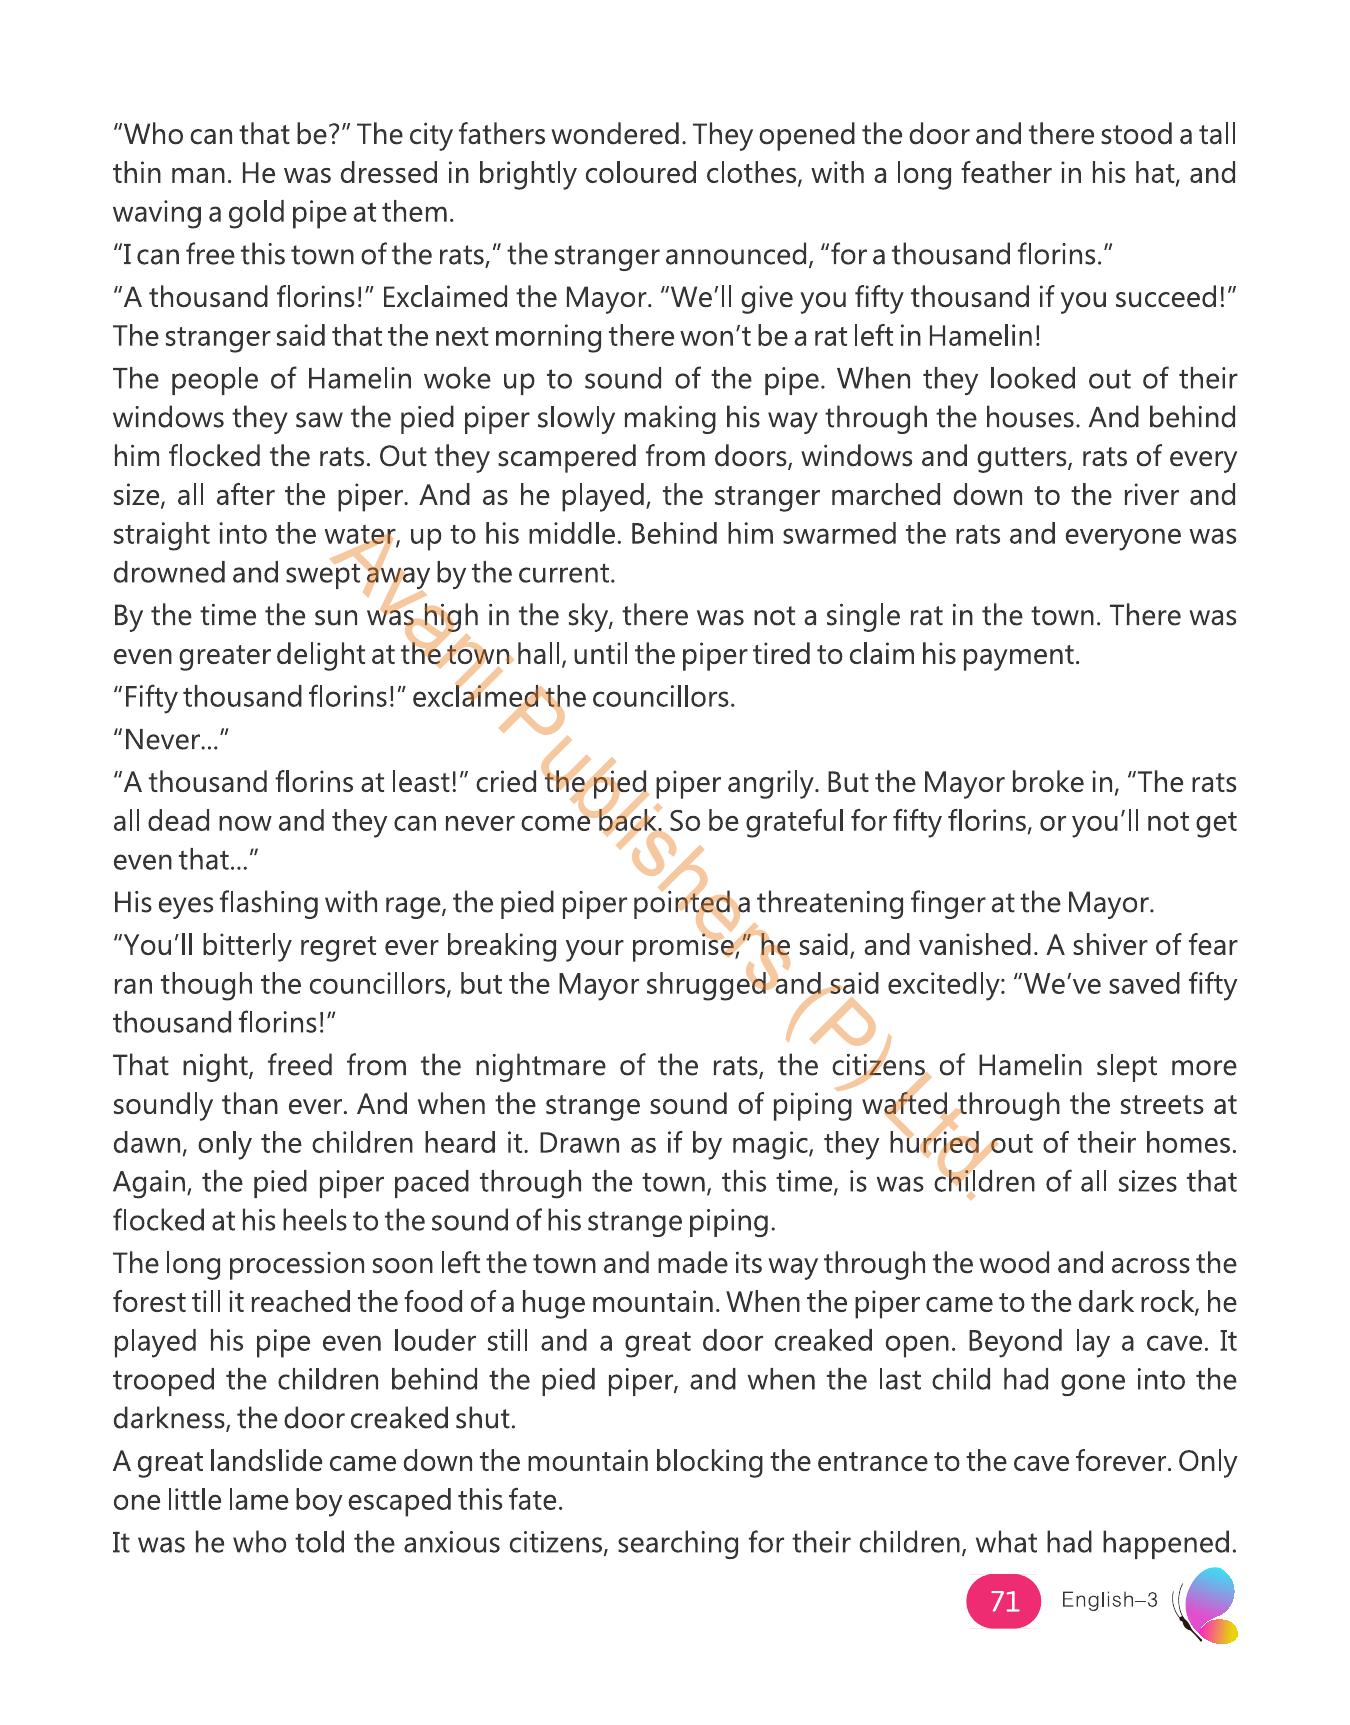 “Who can that be?” The city fathers wondered. They opened the door and there stood a tall
thin man. He was dressed in brightly coloured clothes, with a long feather in his hat, and
waving a gold pipe at them.
“I can free this town of the rats,” the stranger announced, “for a thousand florins.”
“A thousand florins!” Exclaimed the Mayor. “We’ll give you fifty thousand if you succeed!”
The stranger said that the next morning there won’t be a rat left in Hamelin!
The people of Hamelin woke up to sound of the pipe. When they looked out of their
windows they saw the pied piper slowly making his way through the houses. And behind
him flocked the rats. Out they scampered from doors, windows and gutters, rats of every
size, all after the piper. And as he played, the stranger marched down to the river and
straight into the water, up to his middle. Behind him swarmed the rats and everyone was
drowned and swept away by the current.
By the time the sun was high in the sky, there was not a single rat in the town. There was
even greater delight at the town hall, until the piper tired to claim his payment.
“Fifty thousand florins!” exclaimed the councillors.
“Never...”
“A thousand florins at least!” cried the pied piper angrily. But the Mayor broke in, “The rats
all dead now and they can never come back. So be grateful for fifty florins, or you’ll not get
even that...”
His eyes flashing with rage, the pied piper pointed a threatening finger at the Mayor.
“You’ll bitterly regret ever breaking your promise,” he said, and vanished. A shiver of fear
ran though the councillors, but the Mayor shrugged and said excitedly: “We’ve saved fifty
thousand florins!”
That night, freed from the nightmare of the rats, the citizens of Hamelin slept more
soundly than ever. And when the strange sound of piping wafted through the streets at
dawn, only the children heard it. Drawn as if by magic, they hurried out of their homes.
Again, the pied piper paced through the town, this time, is was children of all sizes that
flocked at his heels to the sound of his strange piping.
The long procession soon left the town and made its way through the wood and across the
forest till it reached the food of a huge mountain. When the piper came to the dark rock, he
played his pipe even louder still and a great door creaked open. Beyond lay a cave. It
trooped the children behind the pied piper, and when the last child had gone into the
darkness, the door creaked shut.
A great landslide came down the mountain blocking the entrance to the cave forever. Only
one little lame boy escaped this fate.
It was he who told the anxious citizens, searching for their children, what had happened.
71 English–3
Avani Publishers (P) Ltd.